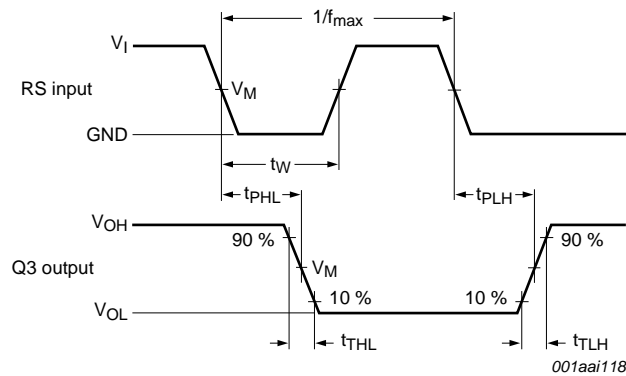 1/fmax
VI
RS input
VM
GND
tW
tPHL
tPLH
VOH
90 %
90 %
Q3 output
VM
10 %
10 %
VOL
tTHL
tTLH
001aai118